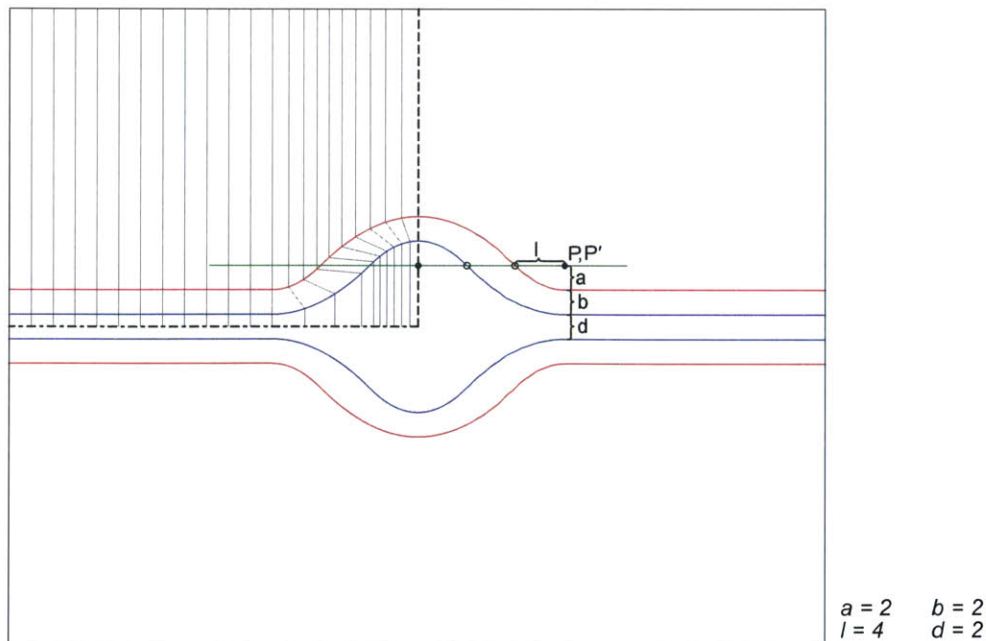 l P,P′
a
b
d
a = 2 b = 2
l = 4 d = 2